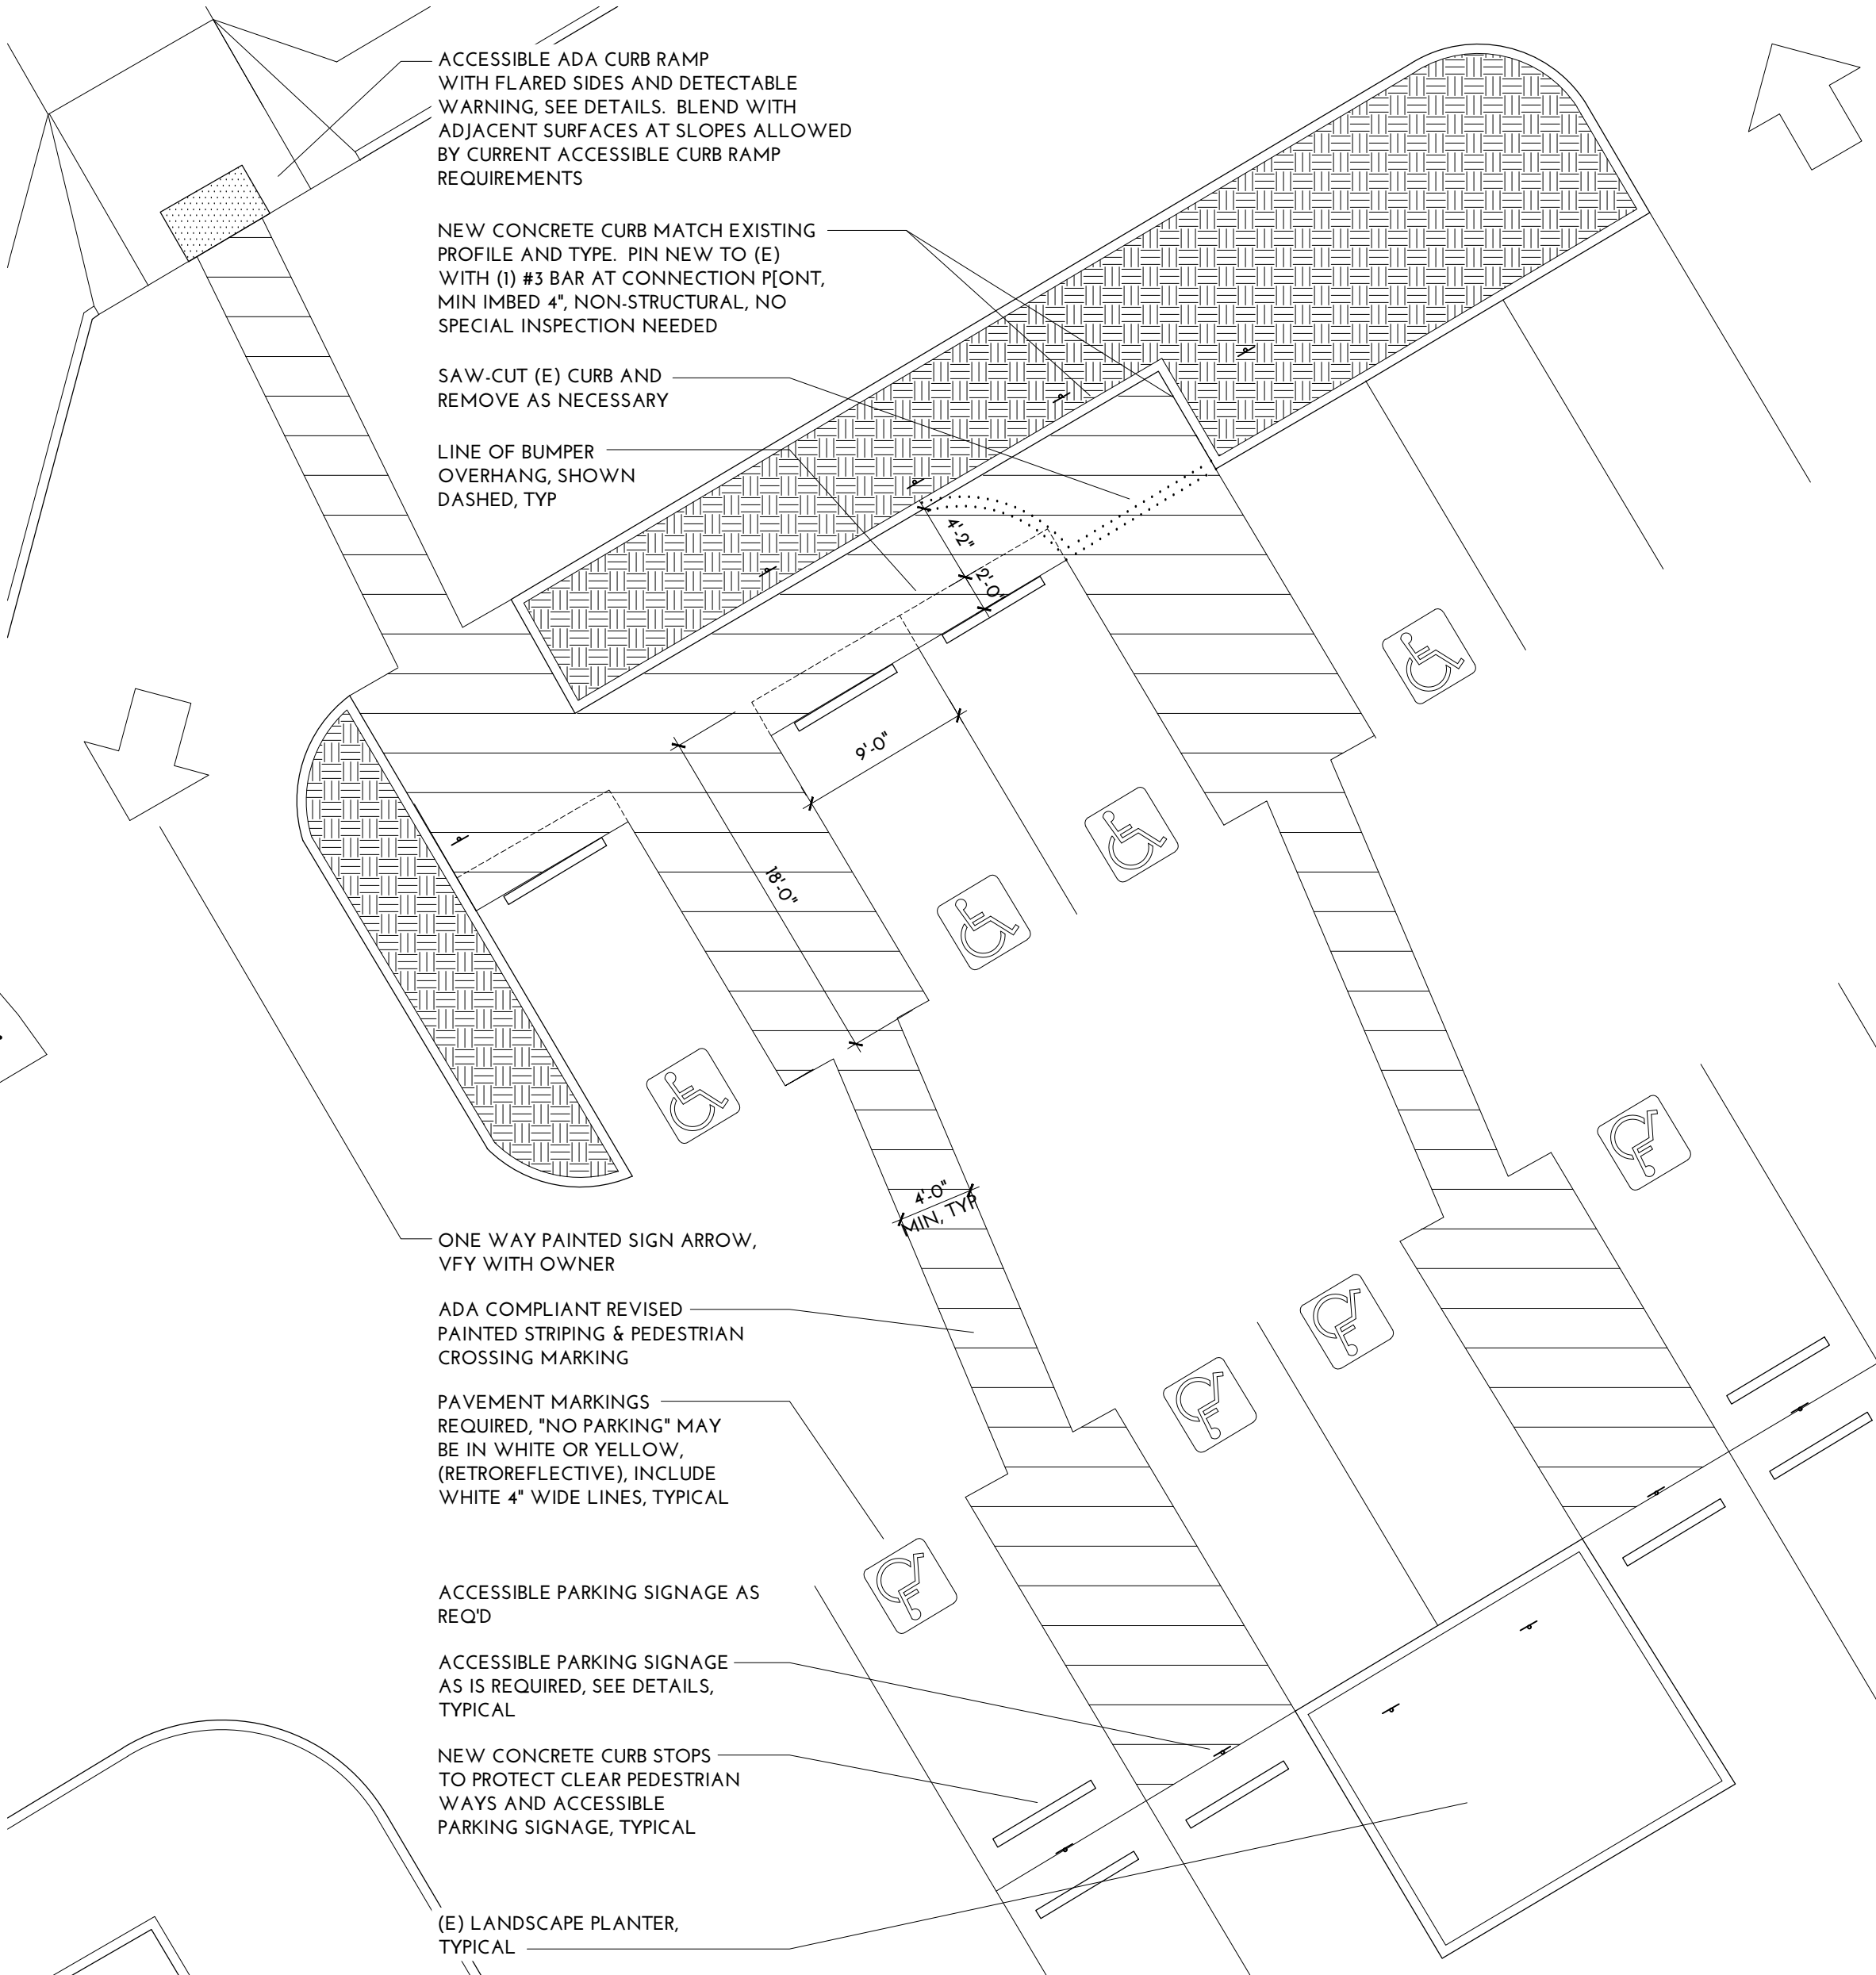 ACCESSIBLE ADA CURB RAMP
WITH FLARED SIDES AND DETECTABLE
WARNING, SEE DETAILS. BLEND WITH
ADJACENT SURFACES AT SLOPES ALLOWED
BY CURRENT ACCESSIBLE CURB RAMP
REQUIREMENTS
NEW CONCRETE CURB MATCH EXISTING
PROFILE AND TYPE. PIN NEW TO (E)
WITH (1) #3 BAR AT CONNECTION P[ONT,
MIN IMBED 4", NON-STRUCTURAL, NO
SPECIAL INSPECTION NEEDED
SAW-CUT (E) CURB AND
REMOVE AS NECESSARY
LINE OF BUMPER
OVERHANG, SHOWN
DASHED, TYP
4'-2"
2'-0"
9'-0"
18'-0"
4'-0"
MIN, TYP
ONE WAY PAINTED SIGN ARROW,
VFY WITH OWNER
ADA COMPLIANT REVISED
PAINTED STRIPING & PEDESTRIAN
CROSSING MARKING
PAVEMENT MARKINGS
REQUIRED, "NO PARKING" MAY
BE IN WHITE OR YELLOW,
(RETROREFLECTIVE), INCLUDE
WHITE 4" WIDE LINES, TYPICAL
ACCESSIBLE PARKING SIGNAGE AS
REQ'D
ACCESSIBLE PARKING SIGNAGE
AS IS REQUIRED, SEE DETAILS,
TYPICAL
NEW CONCRETE CURB STOPS
TO PROTECT CLEAR PEDESTRIAN
WAYS AND ACCESSIBLE
PARKING SIGNAGE, TYPICAL
(E) LANDSCAPE PLANTER,
TYPICAL